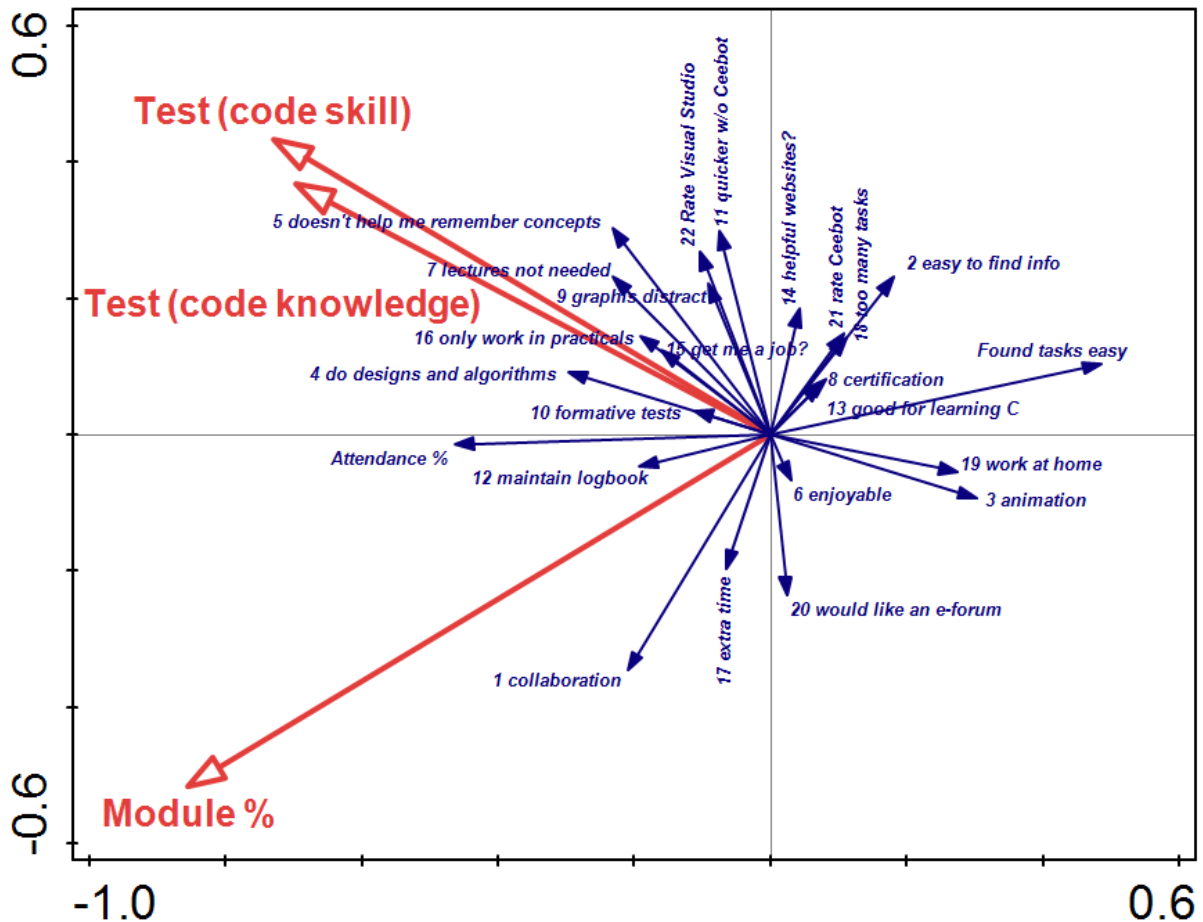 0.6
Test (code skill)
22 Rate Visual Studio
11 quicker w/o Ceebot
14 helpful websites?
21 rate Ceebot
18 too many tasks
5 doesn't help me remember concepts
2 easy to find info
7 lectures not needed
Test (code knowledge)
9 graphis distract
16 only work in practicals
15 get me a job?
Found tasks easy
4 do designs and algorithms
8 certification
10 formative tests
13 good for learning C
Attendance %
12 maintain logbook
19 work at home
6 enjoyable
3 animation
20 would like an e-forum
17 extra time
1 collaboration
Module %
-0.6
-1.0
0.6